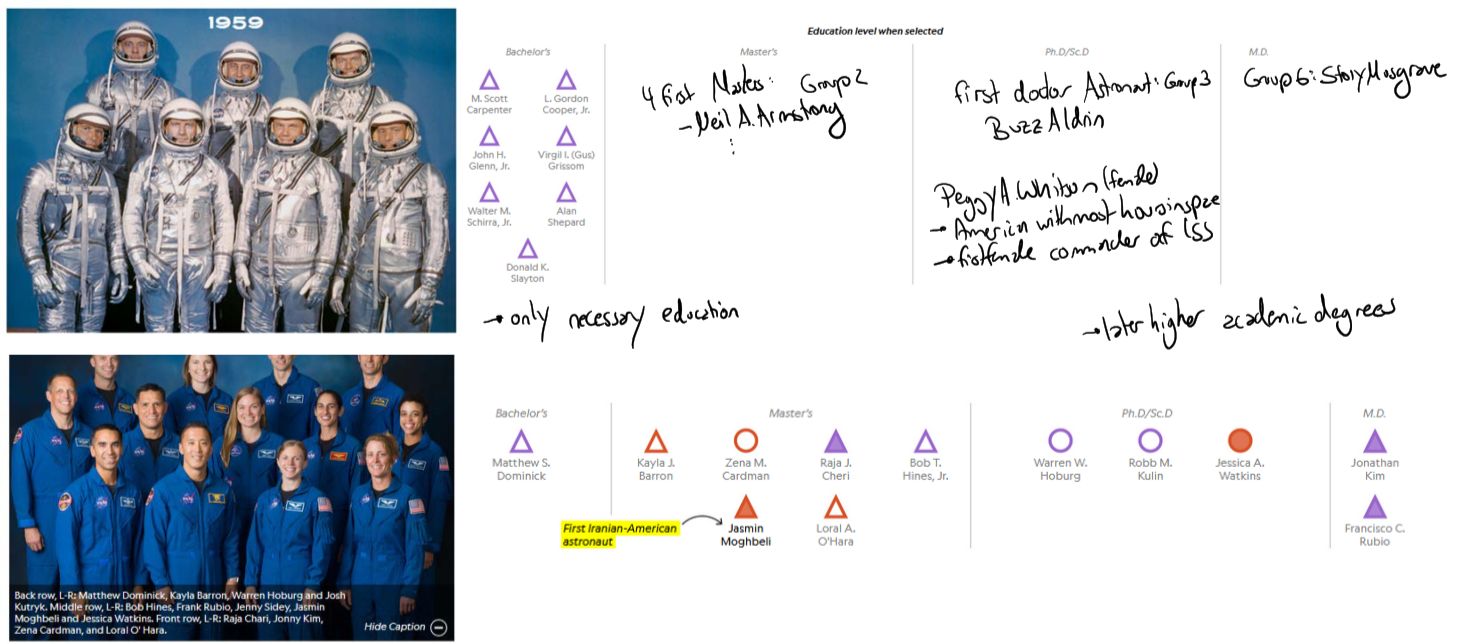 1959
Education level when selected
Bachelor's
Master's
Ph.D/Sc.D
M.D.
M. Scott
Carpenter
L. Gordon
Cooper, Jr.
John H.
Glenn, Jr.
Virgil I. (Gus)
Grissom
Walter M.
Schirra, Jr.
Alan
Shepard
Donald K.
Slayton
4 first Masters: Group 2
- Neil A. Armstrong
first doctor Astronaut: Group 3
Buzz Aldrin
Peggy A. Whitson (female)
→ America with most hours in space
→ first female commander of ISS
Group 6: Story Musgrave
→ only necessary education
→ later higher academic degrees
Bachelor's
Master's
Ph.D/Sc.D
M.D.
Matthew S.
Dominick
Kayla J.
Barron
Zena M.
Cardman
Raja J.
Cheri
Bob T.
Hines, Jr.
Warren W.
Hoburg
Robb M.
Kulin
Jessica A.
Watkins
Jonathan
Kim
First Iranian-American
astronaut
Jasmin
Moghbeli
Loral A.
O'Hara
Francisco C.
Rubio
Back row, L-R: Matthew Dominick, Kayla Barron, Warren Hoburg and Josh
Kutryk. Middle row, L-R: Bob Hines, Frank Rubio, Jenny Sidey, Jasmin
Moghbeli and Jessica Watkins. Front row, L-R: Raja Chari, Jonny Kim,
Zena Cardman, and Loral O' Hara.
Hide Caption